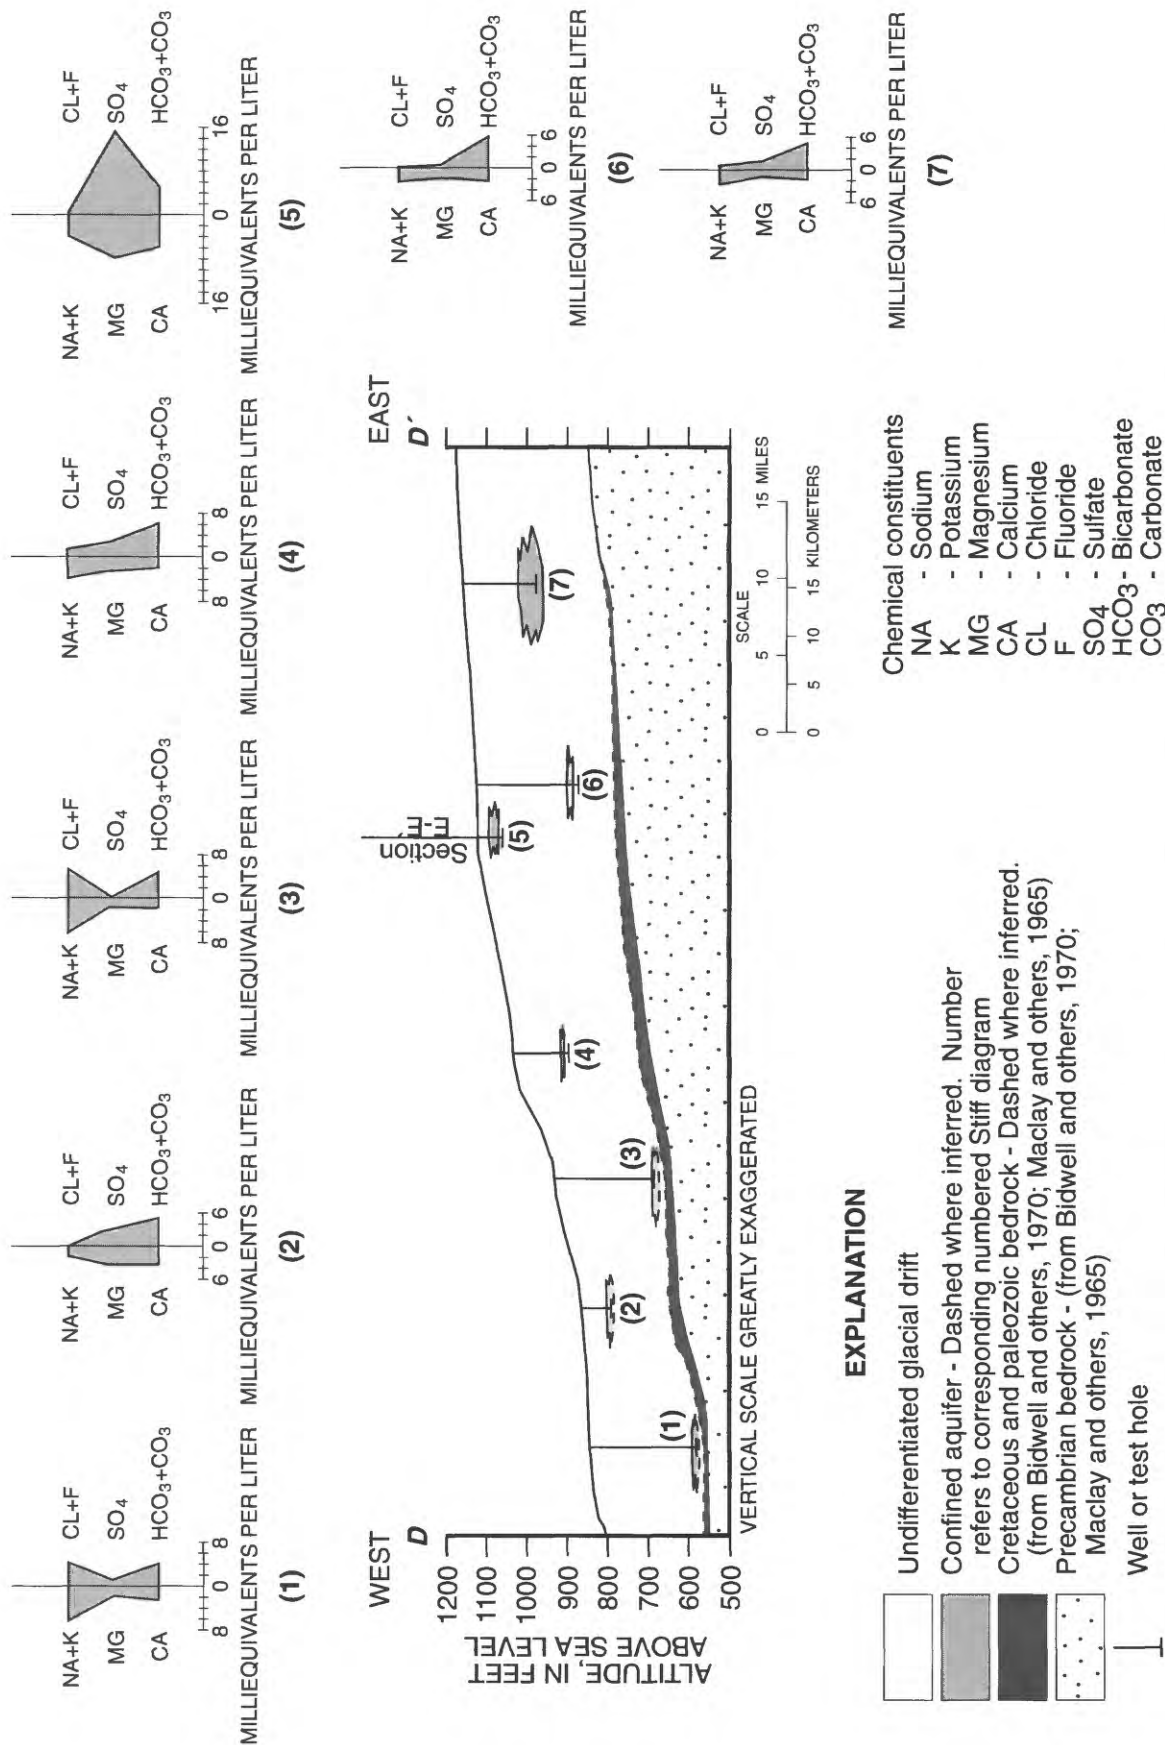 NA+K CL+F
MG SO4
CA HCO3+CO3
8 0 8
MILLIEQUIVALENTS PER LITER
(1)
NA+K CL+F
MG SO4
CA HCO3+CO3
6 0 6
MILLIEQUIVALENTS PER LITER
(2)
NA+K CL+F
MG SO4
CA HCO3+CO3
8 0 8
MILLIEQUIVALENTS PER LITER
(3)
NA+K CL+F
MG SO4
CA HCO3+CO3
8 0 8
MILLIEQUIVALENTS PER LITER
(4)
NA+K CL+F
MG SO4
CA HCO3+CO3
16 0 16
MILLIEQUIVALENTS PER LITER
(5)
NA+K CL+F
MG SO4
CA HCO3+CO3
6 0 6
MILLIEQUIVALENTS PER LITER
(6)
NA+K CL+F
MG SO4
CA HCO3+CO3
6 0 6
MILLIEQUIVALENTS PER LITER
(7)
WEST
D
EAST
D´
Section
E-E´
1200
1100
1000
900
800
700
600
500
ALTITUDE, IN FEET
ABOVE SEA LEVEL
(1)
(2)
(3)
(4)
(5)
(6)
(7)
VERTICAL SCALE GREATLY EXAGGERATED
SCALE
0 5 10 15 MILES
0 5 10 15 KILOMETERS
EXPLANATION
Undifferentiated glacial drift
Confined aquifer - Dashed where inferred. Number
refers to corresponding numbered Stiff diagram
Cretaceous and paleozoic bedrock - Dashed where inferred.
(from Bidwell and others, 1970; Maclay and others, 1965)
Precambrian bedrock - (from Bidwell and others, 1970;
Maclay and others, 1965)
Well or test hole
Chemical constituents
NA - Sodium
K - Potassium
MG - Magnesium
CA - Calcium
CL - Chloride
F - Fluoride
SO4 - Sulfate
HCO3 - Bicarbonate
CO3 - Carbonate